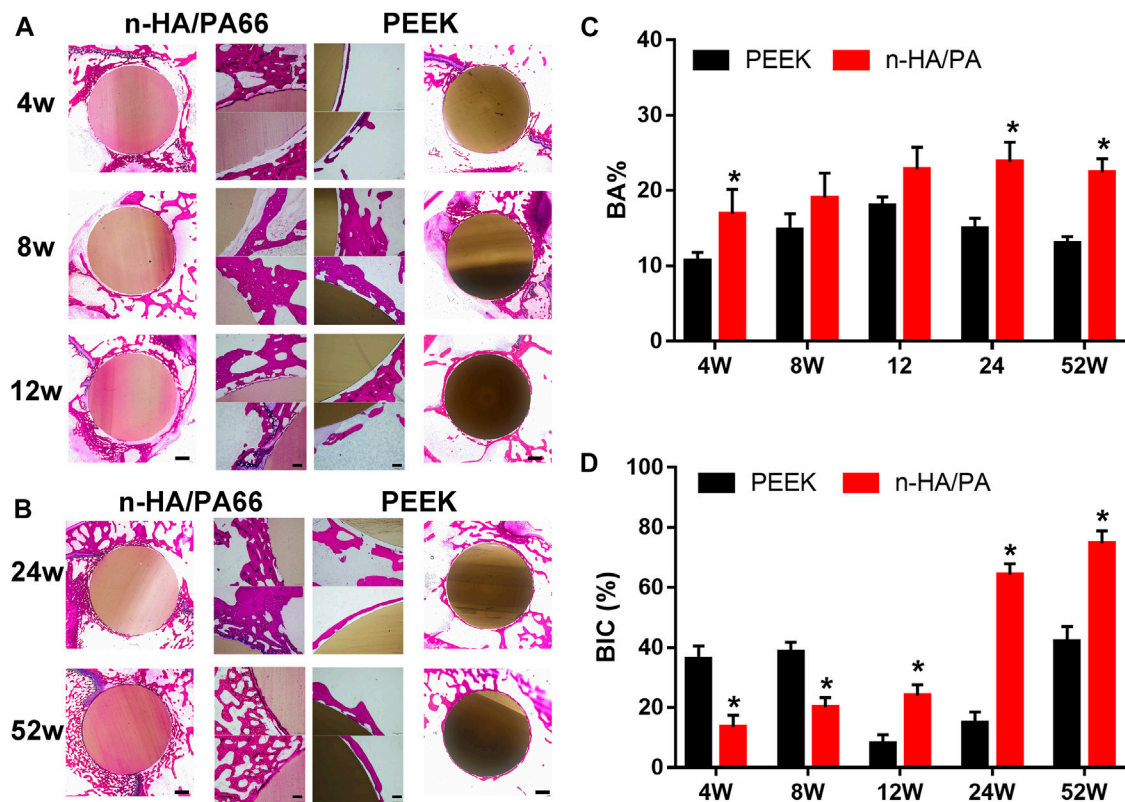 A
n-HA/PA66 PEEK
4w
8w
12w
B
n-HA/PA66 PEEK
24w
52w
C
PEEK n-HA/PA
BA%
40
30
20
10
0
* * *
4W 8W 12 24 52W
D
PEEK n-HA/PA
BIC (%)
100
80
60
40
20
0
* * * * *
4W 8W 12W 24W 52W